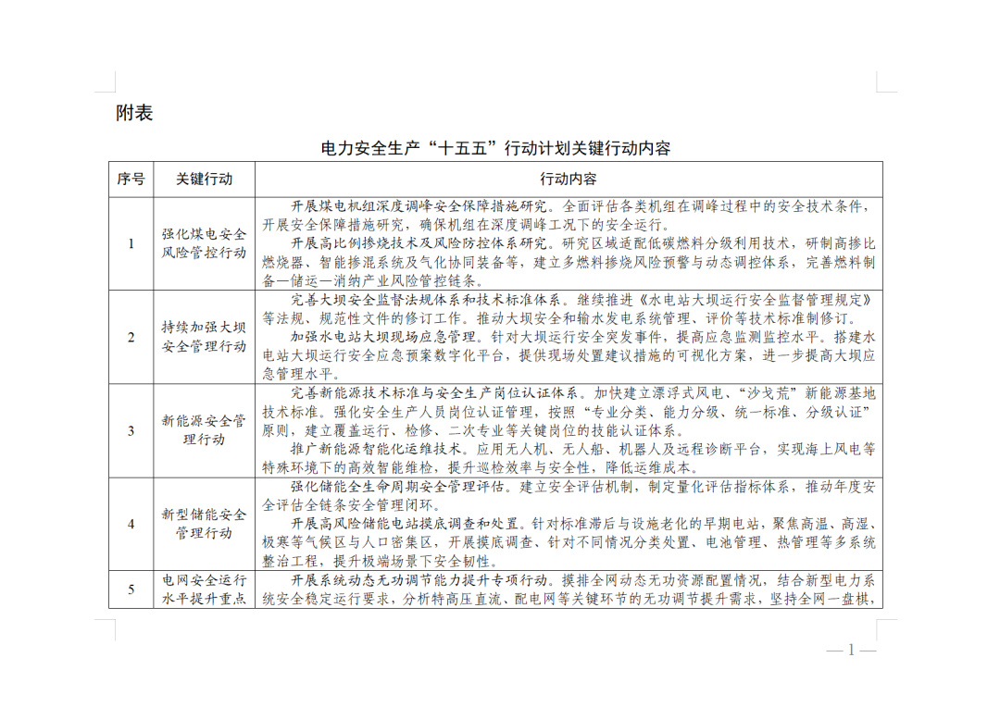 附表
电力安全生产“十五五”行动计划关键行动内容
序号 关键行动 行动内容
1
强化煤电安全
风险管控行动
开展煤电机组深度调峰安全保障措施研究。全面评估各类机组在调峰过程中的安全技术条件，
开展安全保障措施研究，确保机组在深度调峰工况下的安全运行。
开展高比例掺烧技术及风险防控体系研究。研究区域适配低碳燃料分级利用技术，研制高掺比
燃烧器、智能掺混系统及气化协同装备等，建立多燃料掺烧风险预警与动态调控体系，完善燃料制
备—储运—消纳产业风险管控链条。
2
持续加强大坝
安全管理行动
完善大坝安全监督法规体系和技术标准体系。继续推进《水电站大坝运行安全监督管理规定》
等法规、规范性文件的修订工作。推动大坝安全和输水发电系统管理、评价等技术标准制修订。
加强水电站大坝现场应急管理。针对大坝运行安全突发事件，提高应急监测监控水平。搭建水
电站大坝运行安全应急预案数字化平台，提供现场处置建议措施的可视化方案，进一步提高大坝应
急管理水平。
3
新能源安全管
理行动
完善新能源技术标准与安全生产岗位认证体系。加快建立漂浮式风电、“沙戈荒”新能源基地
技术标准。强化安全生产人员岗位认证管理，按照“专业分类、能力分级、统一标准、分级认证”
原则，建立覆盖运行、检修、二次专业等关键岗位的技能认证体系。
推广新能源智能化运维技术。应用无人机、无人船、机器人及远程诊断平台，实现海上风电等
特殊环境下的高效智能维检，提升巡检效率与安全性，降低运维成本。
4
新型储能安全
管理行动
强化储能全生命周期安全管理评估。建立安全评估机制，制定量化评估指标体系，推动年度安
全评估全链条安全管理闭环。
开展高风险储能电站摸底调查和处置。针对标准滞后与设施老化的早期电站，聚焦高温、高湿、
极寒等气候区与人口密集区，开展摸底调查、针对不同情况分类处置、电池管理、热管理等多系统
整治工程，提升极端场景下安全韧性。
5
电网安全运行
水平提升重点
开展系统动态无功调节能力提升专项行动。摸排全网动态无功资源配置情况，结合新型电力系
统安全稳定运行要求，分析特高压直流、配电网等关键环节的无功调节提升需求，坚持全网一盘棋，
— 1 —